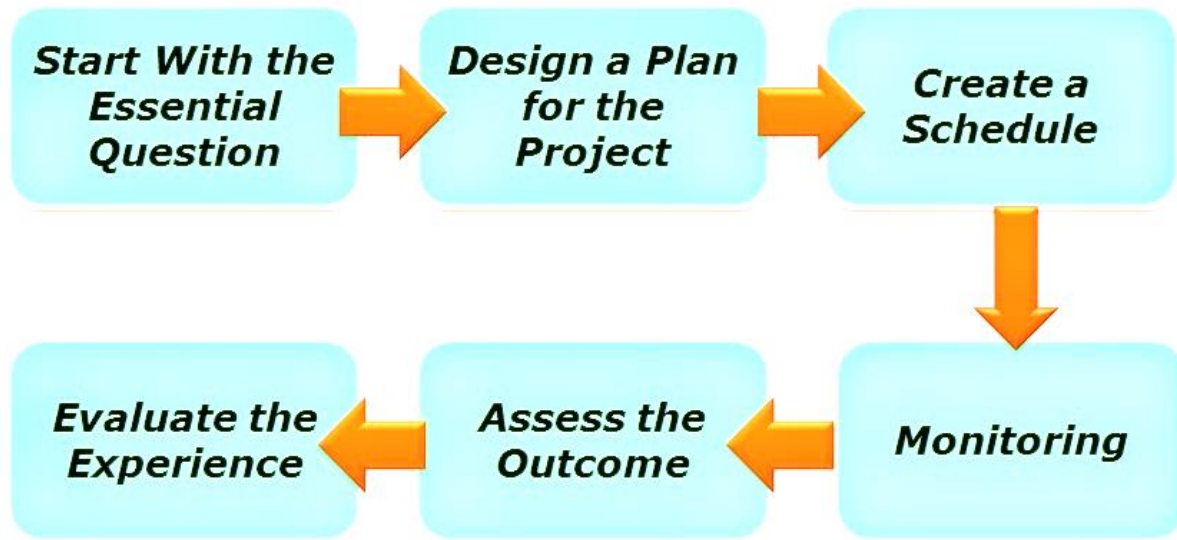 Start With the
Essential
Question
Design a Plan
for the
Project
Create a
Schedule
Monitoring
Assess the
Outcome
Evaluate the
Experience